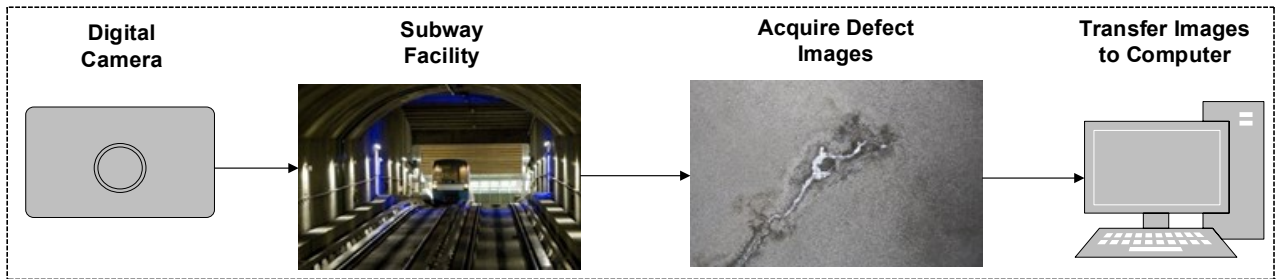 Digital
Camera
Subway
Facility
Acquire Defect
Images
Transfer Images
to Computer